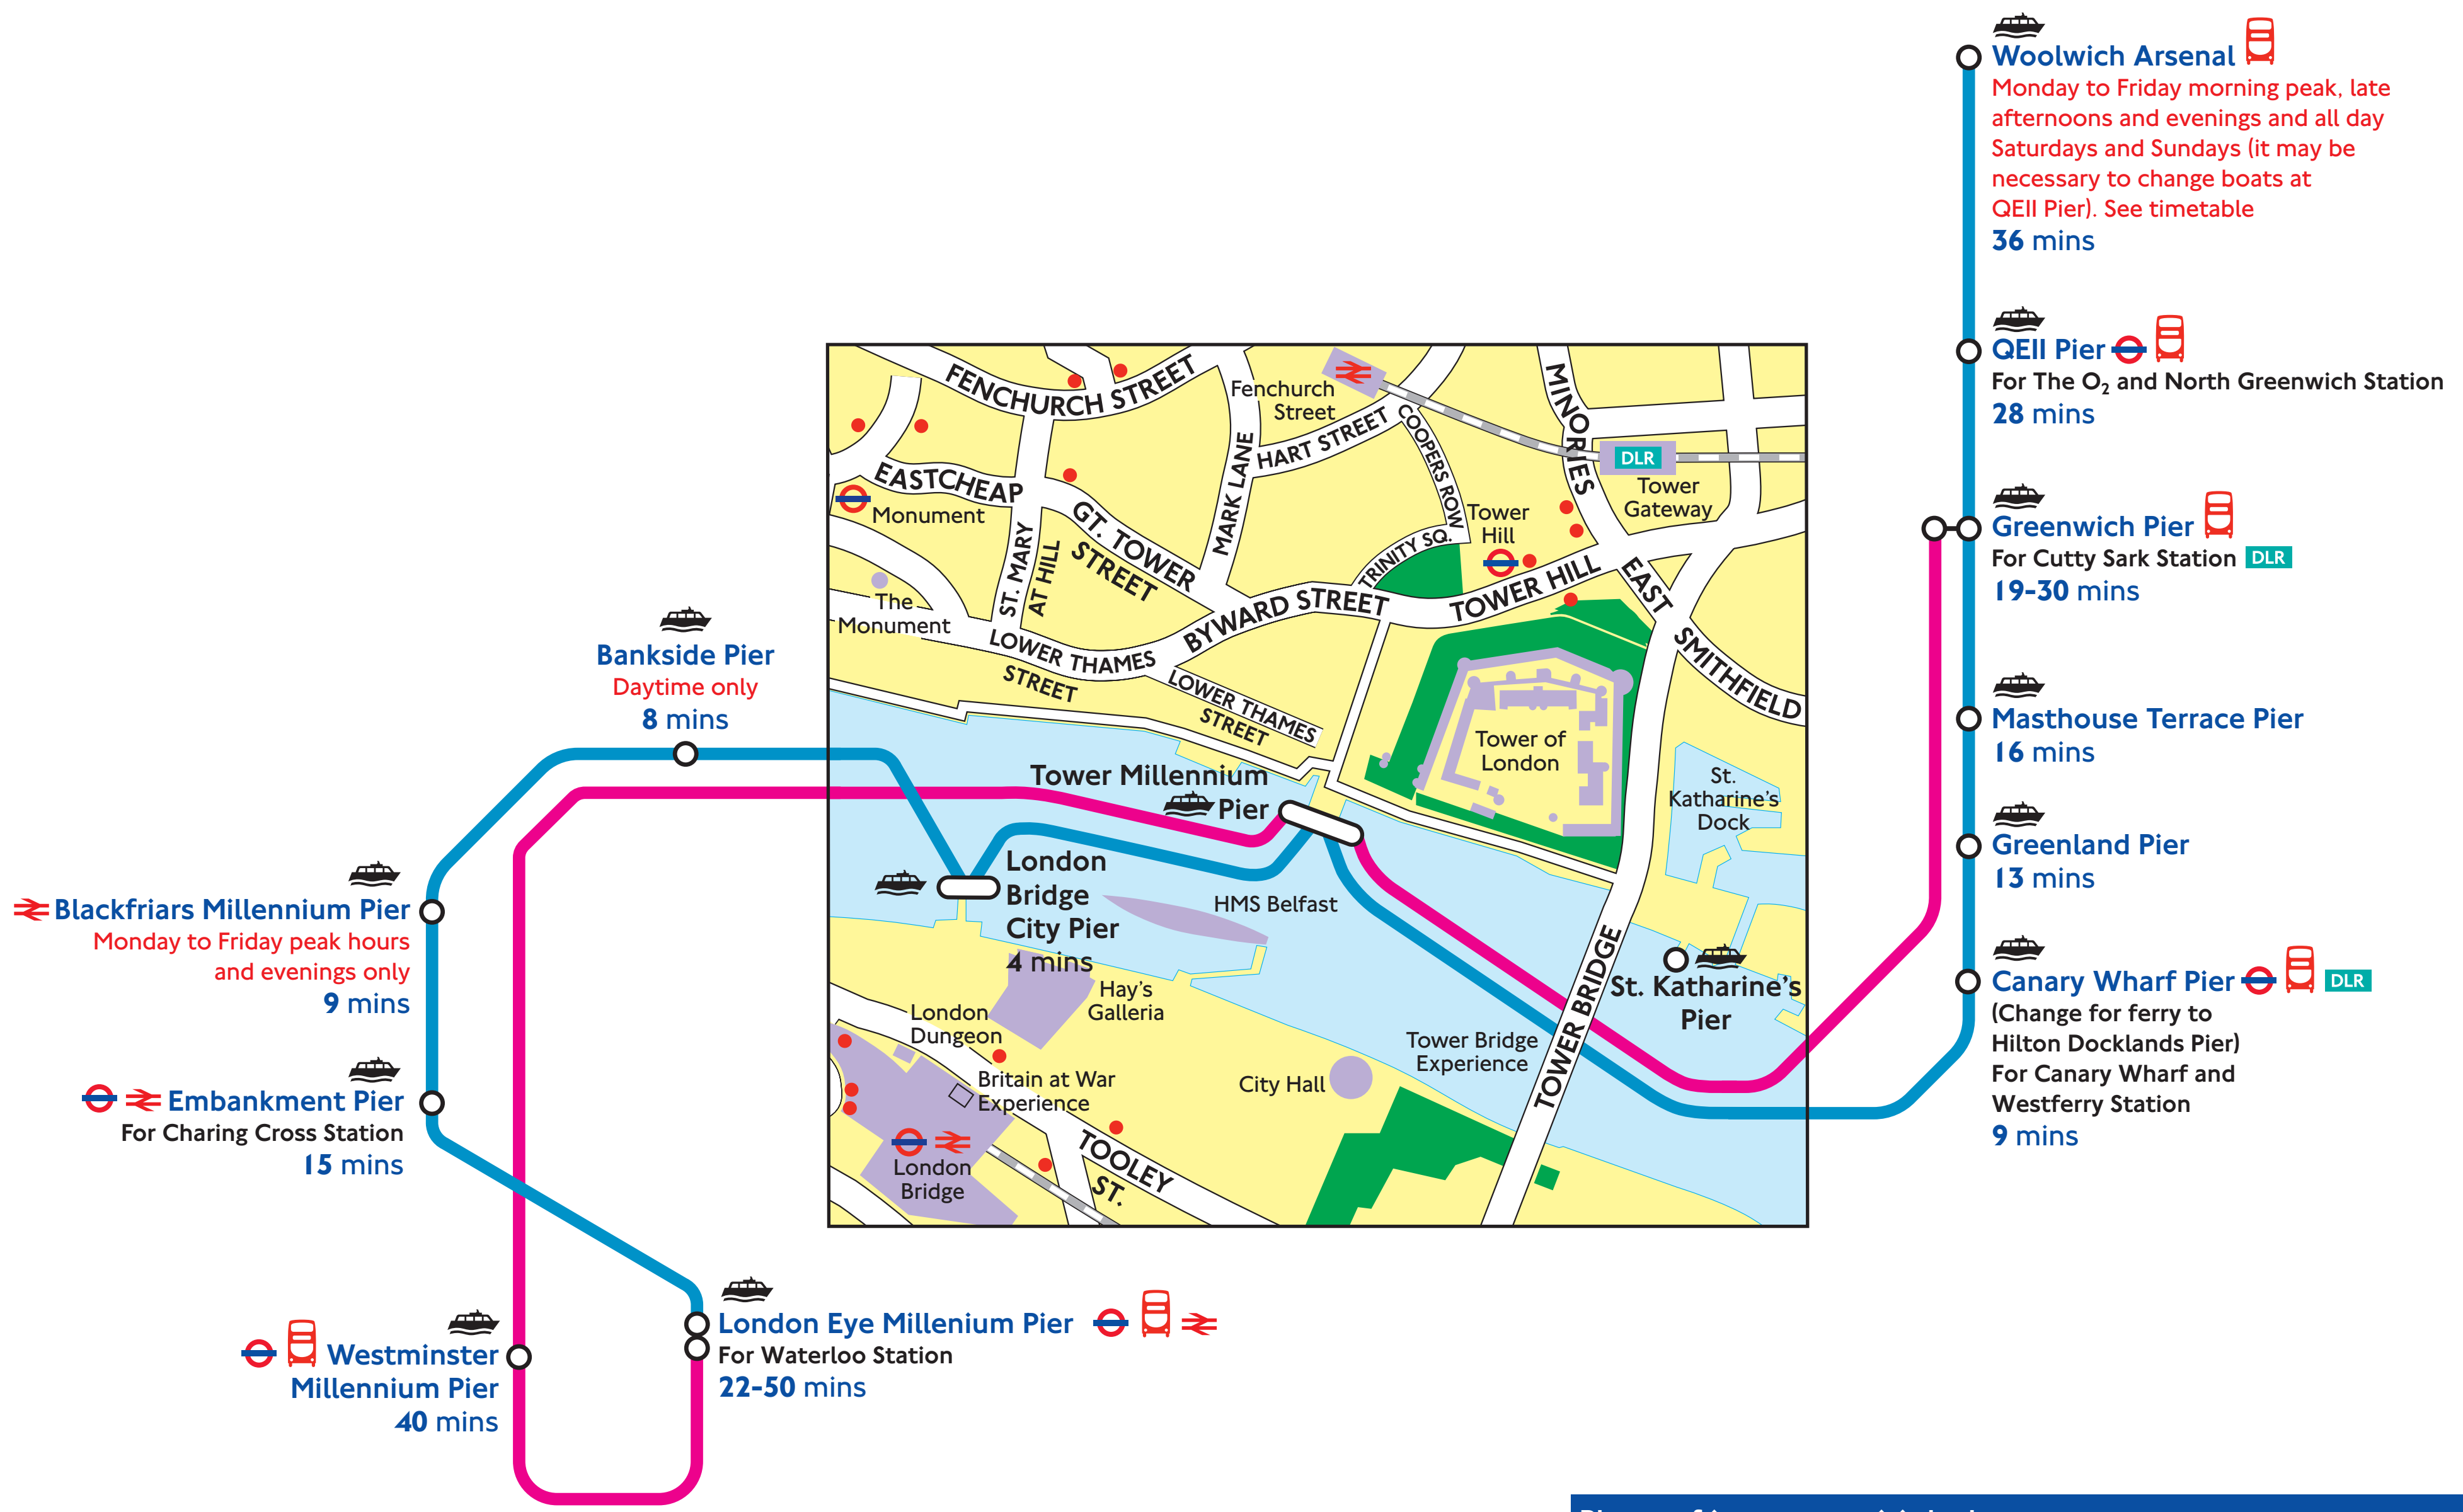 Woolwich Arsenal
Monday to Friday morning peak, late
afternoons and evenings and all day
Saturdays and Sundays (it may be
necessary to change boats at
QEII Pier). See timetable
36 mins
QEII Pier
For The O2 and North Greenwich Station
28 mins
Greenwich Pier
For Cutty Sark Station DLR
19-30 mins
Masthouse Terrace Pier
16 mins
Greenland Pier
13 mins
Canary Wharf Pier DLR
(Change for ferry to
Hilton Docklands Pier)
For Canary Wharf and
Westferry Station
9 mins
FENCHURCH STREET
Fenchurch
Street
HART STREET
COOPERS ROW
MINORIES
DLR
Tower
Gateway
EASTCHEAP
Monument
MARK LANE
GT. TOWER
STREET
ST. MARY
AT HILL
Tower
Hill
TRINITY SQ.
TOWER HILL
EAST
SMITHFIELD
The
Monument
BYWARD STREET
LOWER THAMES
STREET
LOWER THAMES
STREET
Tower of
London
St.
Katharine's
Dock
Tower Millennium
Pier
London
Bridge
City Pier
4 mins
HMS Belfast
TOWER BRIDGE
St. Katharine's
Pier
Hay's
Galleria
London
Dungeon
Tower Bridge
Experience
City Hall
Britain at War
Experience
London
Bridge
TOOLEY
ST.
Bankside Pier
Daytime only
8 mins
Blackfriars Millennium Pier
Monday to Friday peak hours
and evenings only
9 mins
Embankment Pier
For Charing Cross Station
15 mins
London Eye Millenium Pier
For Waterloo Station
22-50 mins
Westminster
Millennium Pier
40 mins